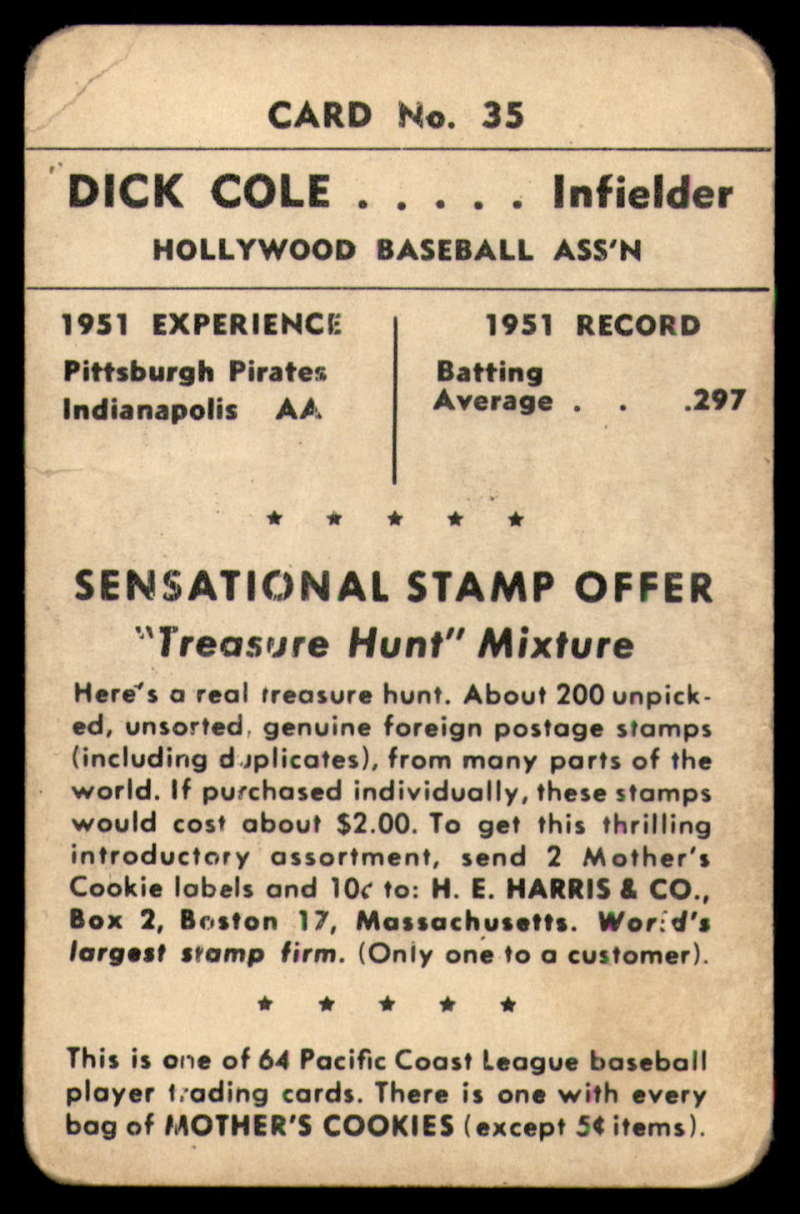 CARD No. 35
DICK COLE . . . . . Infielder
HOLLYWOOD BASEBALL ASS'N
1951 EXPERIENCE
Pittsburgh Pirates
Indianapolis AA
1951 RECORD
Batting
Average . . .297
★ ★ ★ ★ ★
SENSATIONAL STAMP OFFER
"Treasure Hunt" Mixture
Here's a real treasure hunt. About 200 unpick-
ed, unsorted, genuine foreign postage stamps
(including duplicates), from many parts of the
world. If purchased individually, these stamps
would cost about $2.00. To get this thrilling
introductory assortment, send 2 Mother's
Cookie labels and 10¢ to: H. E. HARRIS & CO.,
Box 2, Boston 17, Massachusetts. World's
largest stamp firm. (Only one to a customer).
★ ★ ★ ★ ★
This is one of 64 Pacific Coast League baseball
player trading cards. There is one with every
bag of MOTHER'S COOKIES (except 5¢ items).